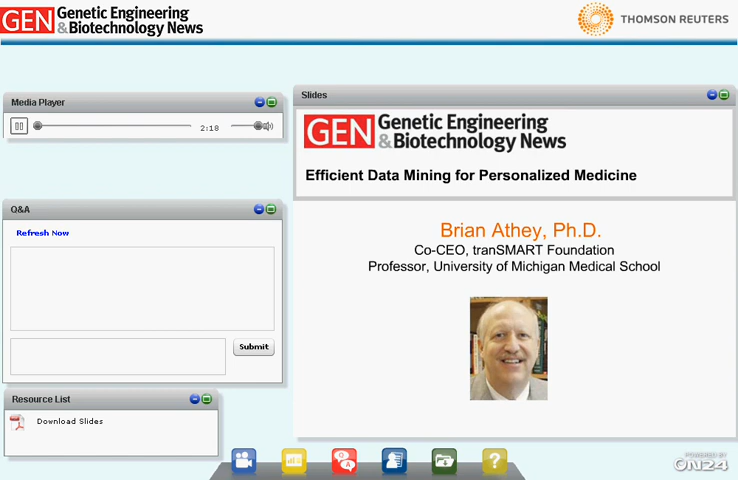 GEN Genetic Engineering
& Biotechnology News
THOMSON REUTERS
Media Player
2:18
Q&A
Refresh Now
Submit
Resource List
Download Slides
Slides
GEN Genetic Engineering
& Biotechnology News
Efficient Data Mining for Personalized Medicine
Brian Athey, Ph.D.
Co-CEO, tranSMART Foundation
Professor, University of Michigan Medical School
Q
A
?
POWERED BY
ON24